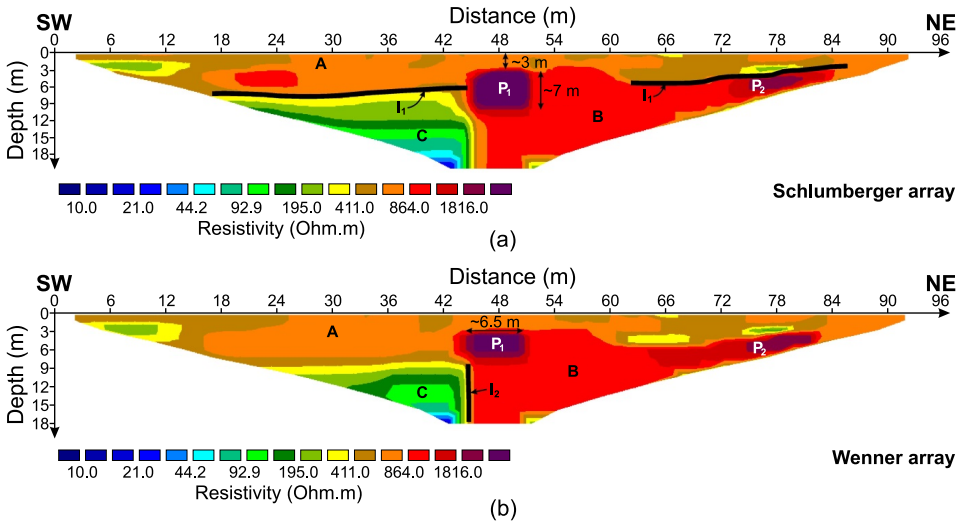 Distance (m)
SW NE
0 6 12 18 24 30 36 42 48 54 60 66 72 78 84 90 96
Depth (m)
0
3
6
9
12
15
18
A
~3 m
P1
~7 m
P2
I1
I1
B
C
10.0 21.0 44.2 92.9 195.0 411.0 864.0 1816.0
Resistivity (Ohm.m)
Schlumberger array
(a)
Distance (m)
SW NE
0 6 12 18 24 30 36 42 48 54 60 66 72 78 84 90 96
Depth (m)
0
3
6
9
12
15
18
~6.5 m
A
P1
P2
B
C
I2
10.0 21.0 44.2 92.9 195.0 411.0 864.0 1816.0
Resistivity (Ohm.m)
Wenner array
(b)